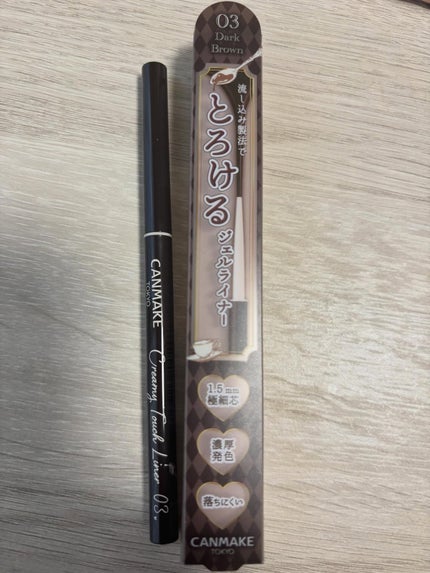 CANMAKE
TOKYO
Creamy Touch Liner 03
03
Dark
Brown
流し込み製法で
とろける
ジェルライナー
1.5mm
極細芯
濃厚
発色
落ちにくい
CANMAKE
TOKYO